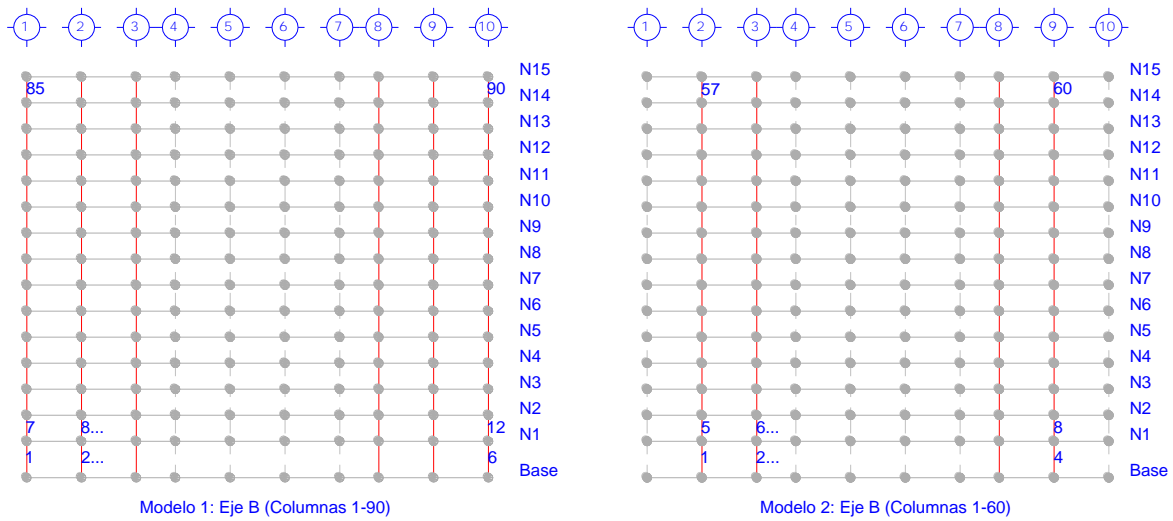 1 2 3 4 5 6 7 8 9 10
N15
85 90
N14
N13
N12
N11
N10
N9
N8
N7
N6
N5
N4
N3
N2
7 8... 12
N1
1 2... 6
Base
Modelo 1: Eje B (Columnas 1-90)
1 2 3 4 5 6 7 8 9 10
N15
57 60
N14
N13
N12
N11
N10
N9
N8
N7
N6
N5
N4
N3
N2
5 6... 8
N1
1 2... 4
Base
Modelo 2: Eje B (Columnas 1-60)